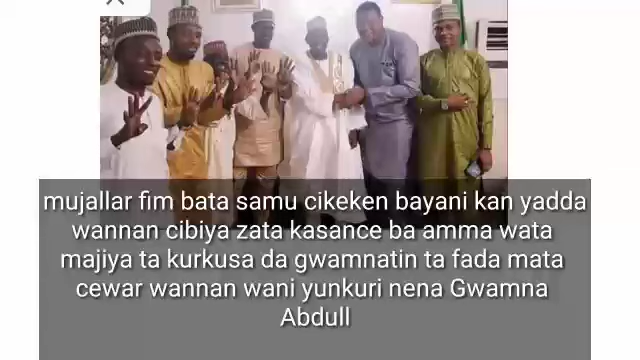 mujallar fim bata samu cikeken bayani kan yadda
wannan cibiya zata kasance ba amma wata
majiya ta kurkusa da gwamnatin ta fada mata
cewar wannan wani yunkuri nena Gwamna
Abdull